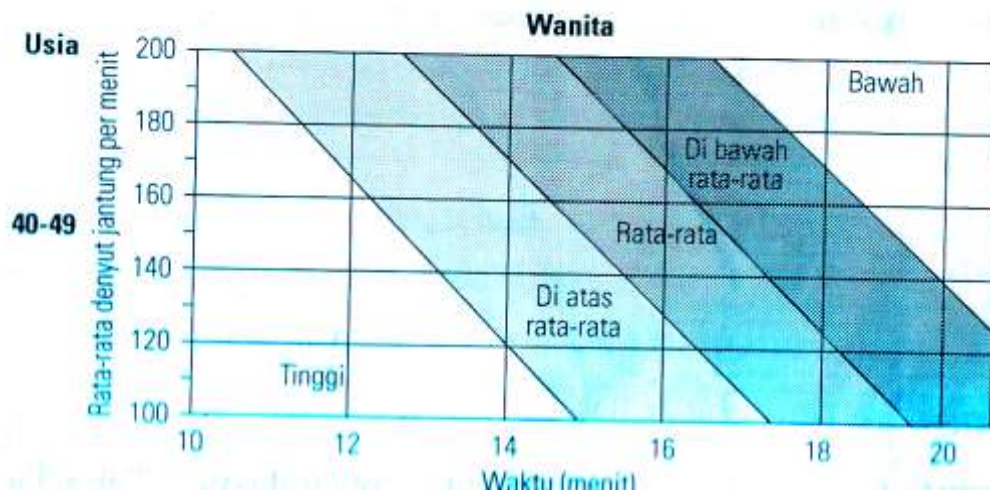 Wanita
Usia
40-49
Rata-rata denyut jantung per menit
200
180
160
140
120
100
Bawah
Di bawah
rata-rata
Rata-rata
Di atas
rata-rata
Tinggi
10 12 14 16 18 20
Waktu (menit)